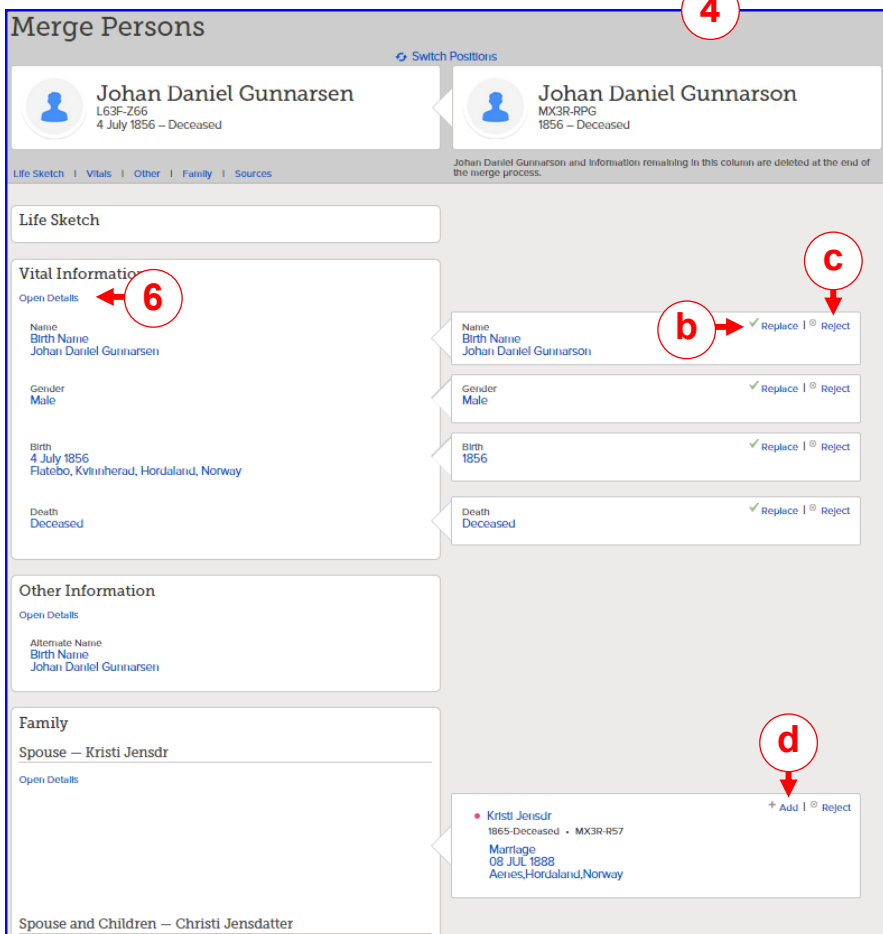 4
Merge Persons
Switch Positions
Johan Daniel Gunnarsen
L63F-Z66
4 July 1856 – Deceased
Johan Daniel Gunnarson
MX3R-RPG
1856 – Deceased
Life Sketch | Vitals | Other | Family | Sources
Johan Daniel Gunnarson and information remaining in this column are deleted at the end of
the merge process.
Life Sketch
Vital Information
Open Details
6
Name
Birth Name
Johan Daniel Gunnarsen
Name
Birth Name
Johan Daniel Gunnarson
b
c
Replace | Reject
Gender
Male
Gender
Male
Replace | Reject
Birth
4 July 1856
Flatebo, Kvinnherad, Hordaland, Norway
Birth
1856
Replace | Reject
Death
Deceased
Death
Deceased
Replace | Reject
Other Information
Open Details
Alternate Name
Birth Name
Johan Daniel Gunnarsen
Family
Spouse — Kristi Jensdr
Open Details
d
Add | Reject
Kristi Jensdr
1865-Deceased • MX3R-R57
Marriage
08 JUL 1888
Aenes,Hordaland,Norway
Spouse and Children — Christi Jensdatter